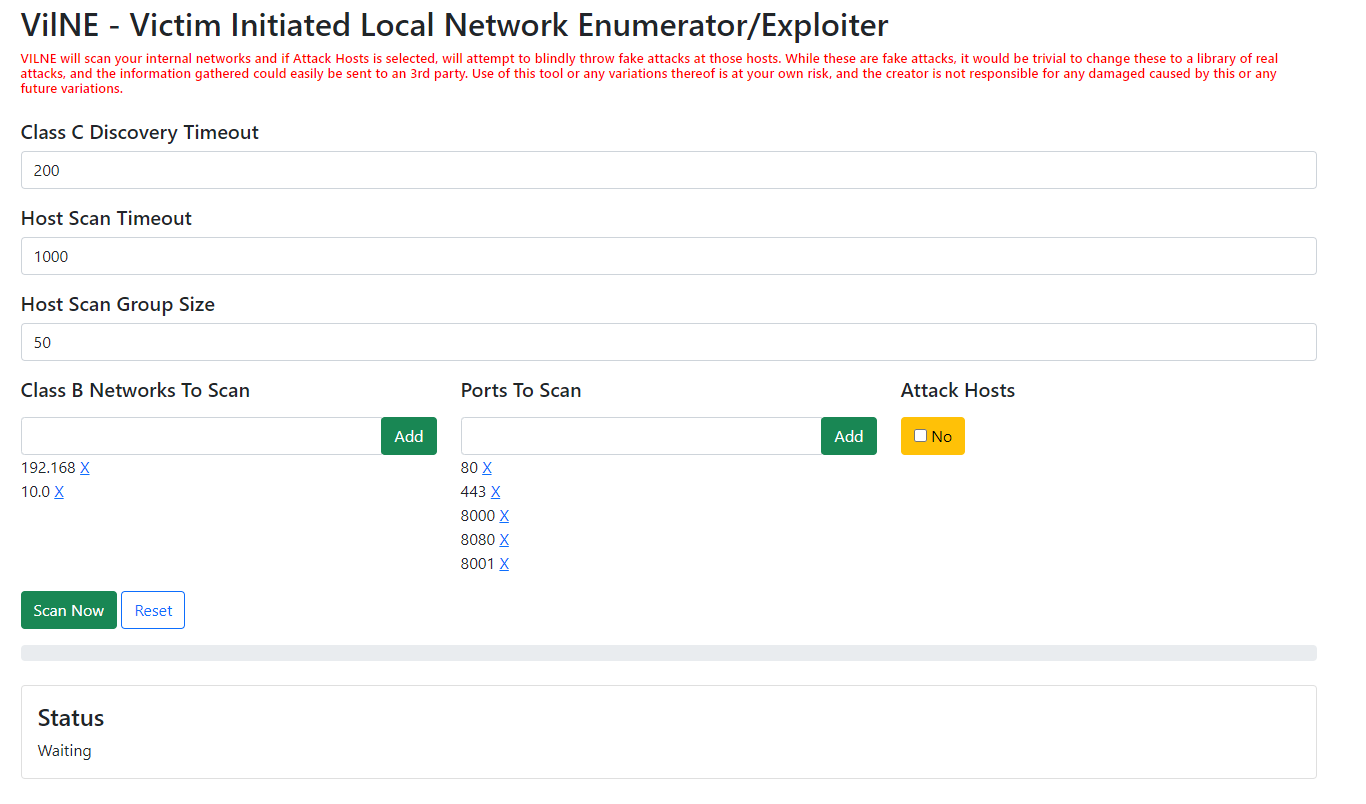 VilNE - Victim Initiated Local Network Enumerator/Exploiter
VILNE will scan your internal networks and if Attack Hosts is selected, will attempt to blindly throw fake attacks at those hosts. While these are fake attacks, it would be trivial to change these to a library of real
attacks, and the information gathered could easily be sent to an 3rd party. Use of this tool or any variations thereof is at your own risk, and the creator is not responsible for any damaged caused by this or any
future variations.
Class C Discovery Timeout
200
Host Scan Timeout
1000
Host Scan Group Size
50
Class B Networks To Scan
Add
192.168 X
10.0 X
Ports To Scan
Add
80 X
443 X
8000 X
8080 X
8001 X
Attack Hosts
No
Scan Now Reset
Status
Waiting